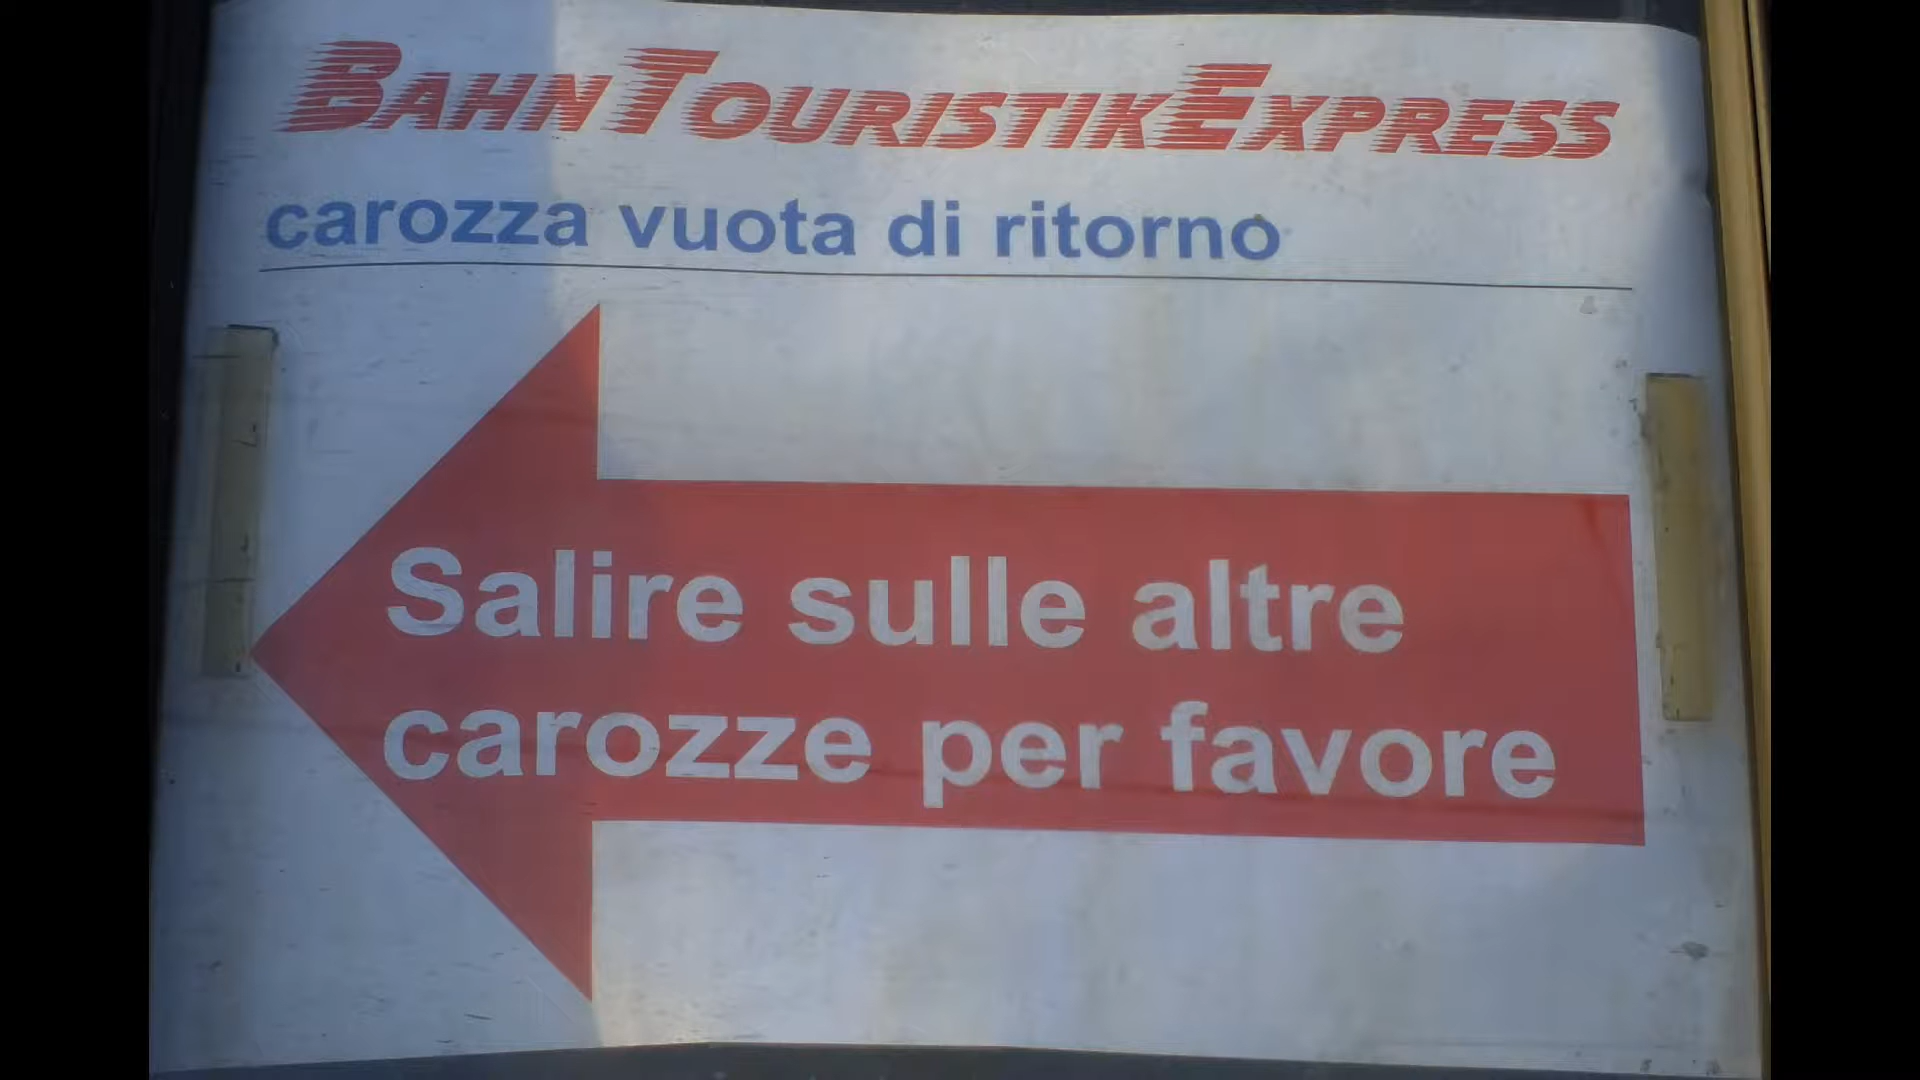 BAHNTOURISTIKEXPRESS
carozza vuota di ritorno
Salire sulle altre
carozze per favore